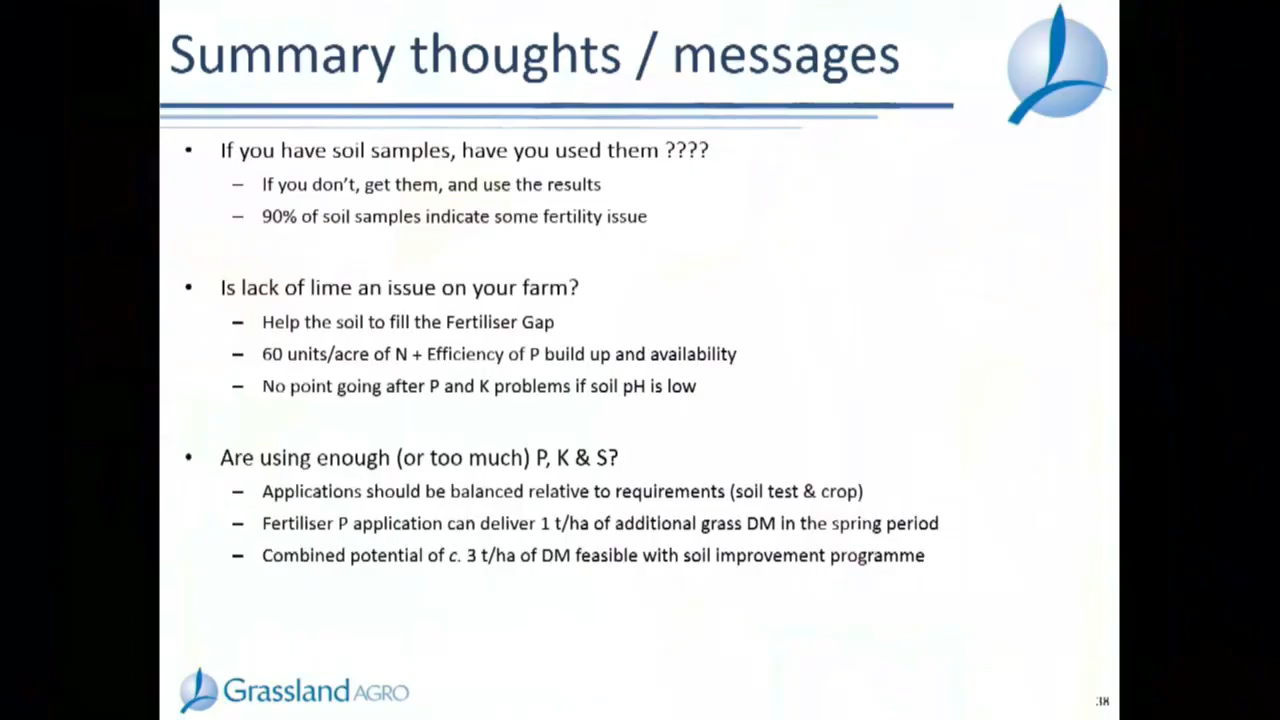 Summary thoughts / messages
• If you have soil samples, have you used them ????
– If you don't, get them, and use the results
– 90% of soil samples indicate some fertility issue
• Is lack of lime an issue on your farm?
– Help the soil to fill the Fertiliser Gap
– 60 units/acre of N + Efficiency of P build up and availability
– No point going after P and K problems if soil pH is low
• Are using enough (or too much) P, K & S?
– Applications should be balanced relative to requirements (soil test & crop)
– Fertiliser P application can deliver 1 t/ha of additional grass DM in the spring period
– Combined potential of c. 3 t/ha of DM feasible with soil improvement programme
Grassland AGRO
38